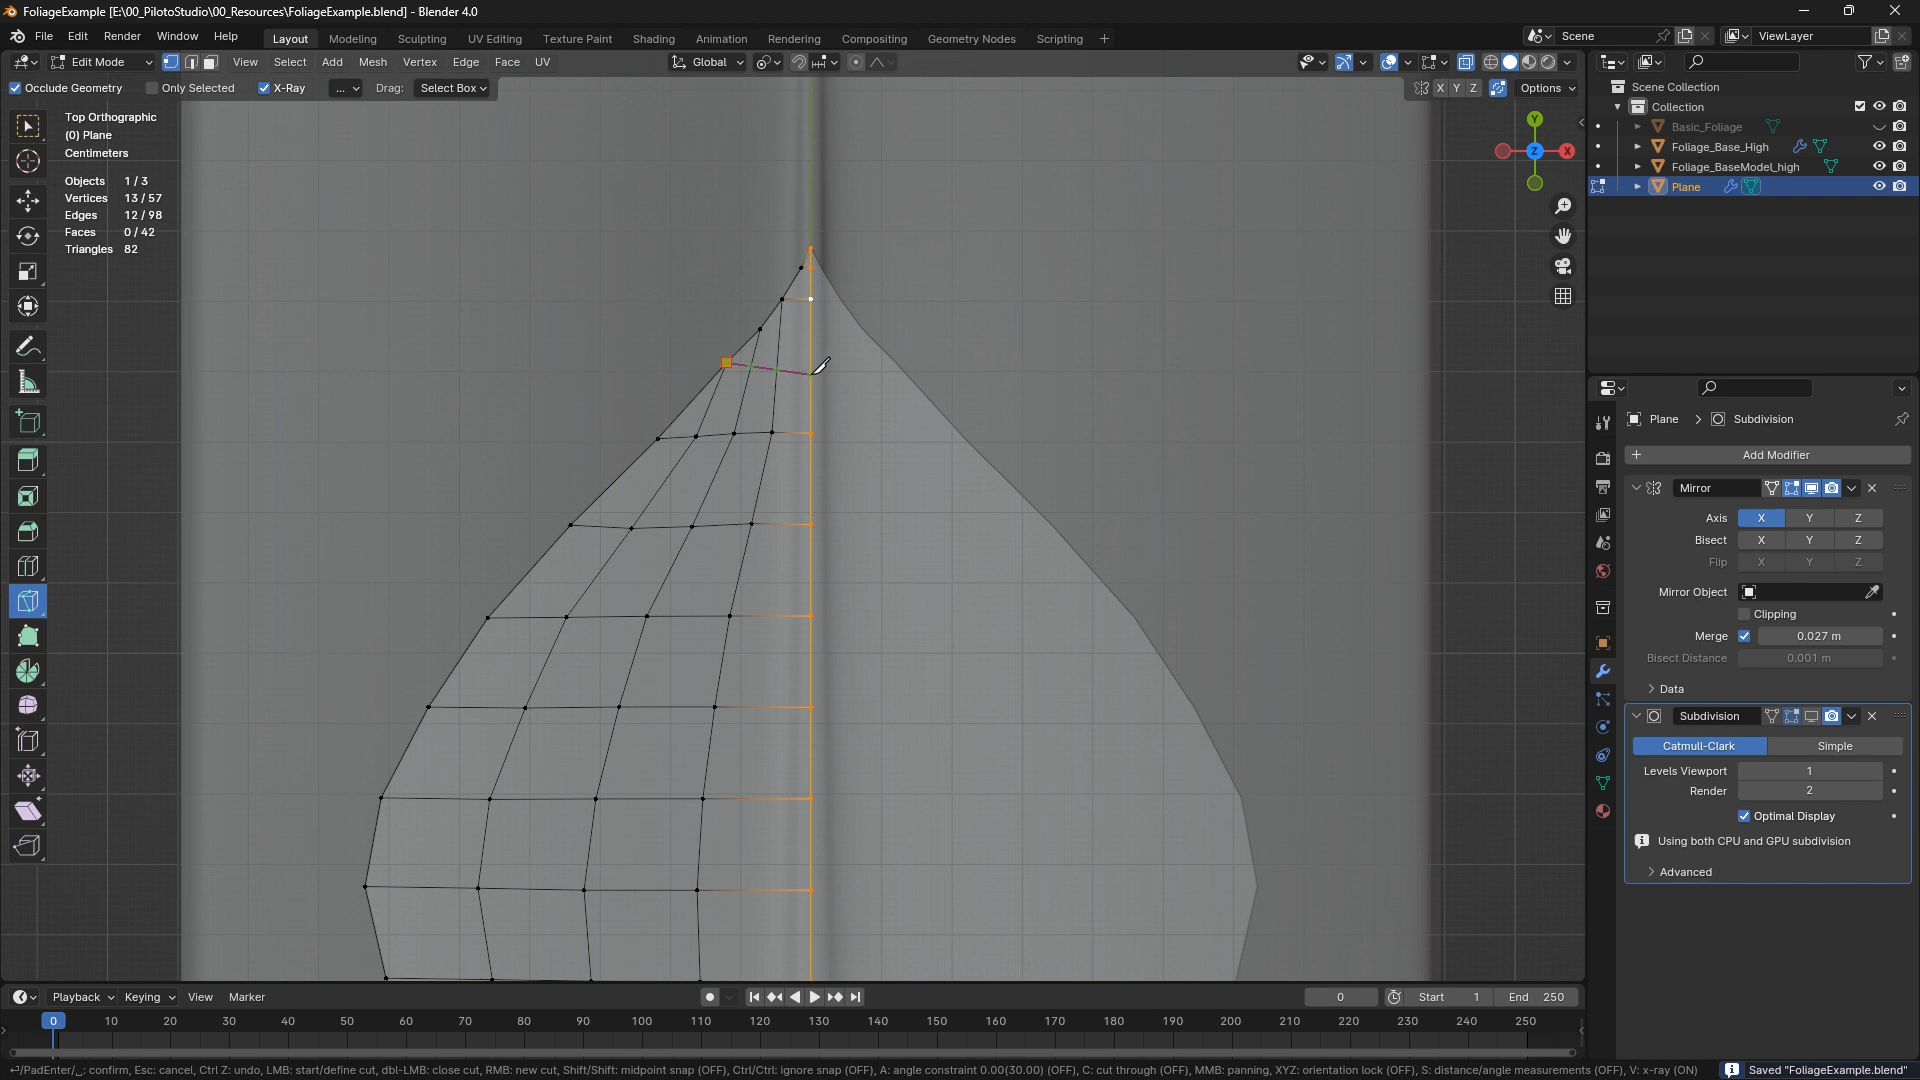 FoliageExample [E:\00_PilotoStudio\00_Resources\FoliageExample.blend] - Blender 4.0
File Edit Render Window Help Layout Modeling Sculpting UV Editing Texture Paint Shading Animation Rendering Compositing Geometry Nodes Scripting + Scene ViewLayer
Edit Mode View Select Add Mesh Vertex Edge Face UV Global
Occlude Geometry Only Selected X-Ray ... Drag: Select Box X Y Z Options
Top Orthographic
(0) Plane
Centimeters
Objects 1 / 3
Vertices 13 / 57
Edges 12 / 98
Faces 0 / 42
Triangles 82
Y
Z
X
Scene Collection
Collection
Basic_Foliage
Foliage_Base_High
Foliage_BaseModel_high
Plane
Plane > Subdivision
+ Add Modifier
Mirror
Axis X Y Z
Bisect X Y Z
Flip X Y Z
Mirror Object
Clipping
Merge 0.027 m
Bisect Distance 0.001 m
Data
Subdivision
Catmull-Clark Simple
Levels Viewport 1
Render 2
Optimal Display
Using both CPU and GPU subdivision
Advanced
Playback Keying View Marker 0 Start 1 End 250
0 10 20 30 40 50 60 70 80 90 100 110 120 130 140 150 160 170 180 190 200 210 220 230 240 250
/PadEnter/ : confirm, Esc: cancel, Ctrl Z: undo, LMB: start/define cut, dbl-LMB: close cut, RMB: new cut, Shift/Shift: midpoint snap (OFF), Ctrl/Ctrl: ignore snap (OFF), A: angle constraint 0.00(30.00) (OFF), C: cut through (OFF), MMB: panning, XYZ: orientation lock (OFF), S: distance/angle measurements (OFF), V: x-ray (ON) Saved "FoliageExample.blend"